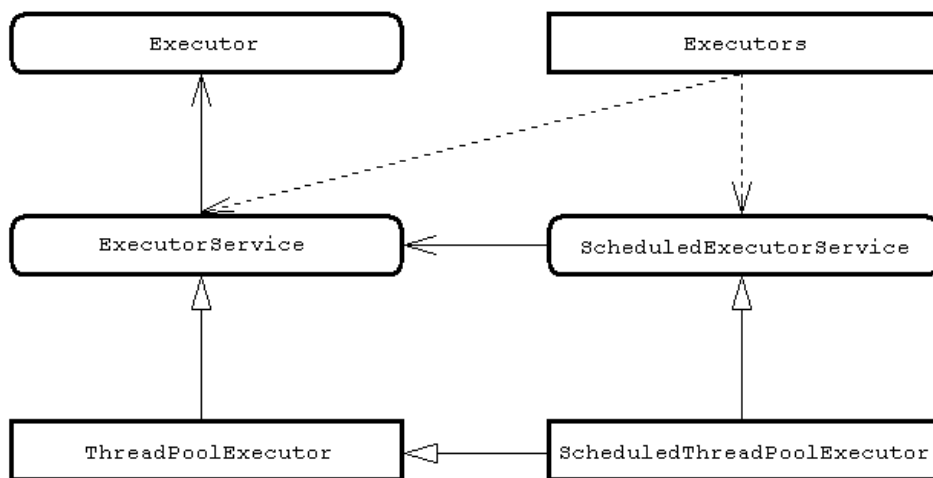 Executor
Executors
ExecutorService
ScheduledExecutorService
ThreadPoolExecutor
ScheduledThreadPoolExecutor